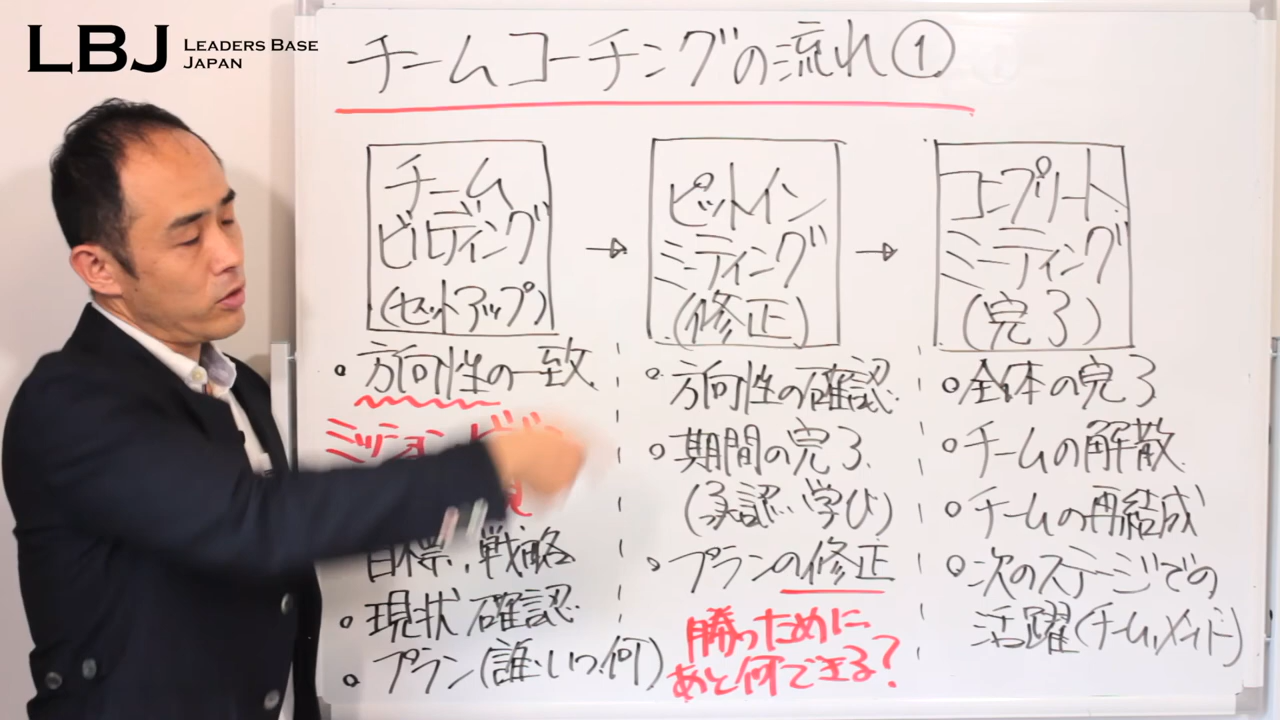 LBJ LEADERS BASE JAPAN
チームコーチングの流れ①
チーム
ビルディング
(セットアップ)
・方向性の一致
ミッション
目標、戦略
・現状確認
・プラン(誰・いつ・何)
ピットイン
ミーティング
(修正)
・方向性の確認
・期間の完了
(承認・学び)
・プランの修正
勝つために、
あと何できる?
コンプリート
ミーティング
(完了)
・全体の完了
・チームの解散
・チームの再結成
・次のステージでの
活躍(チーム,メイド)